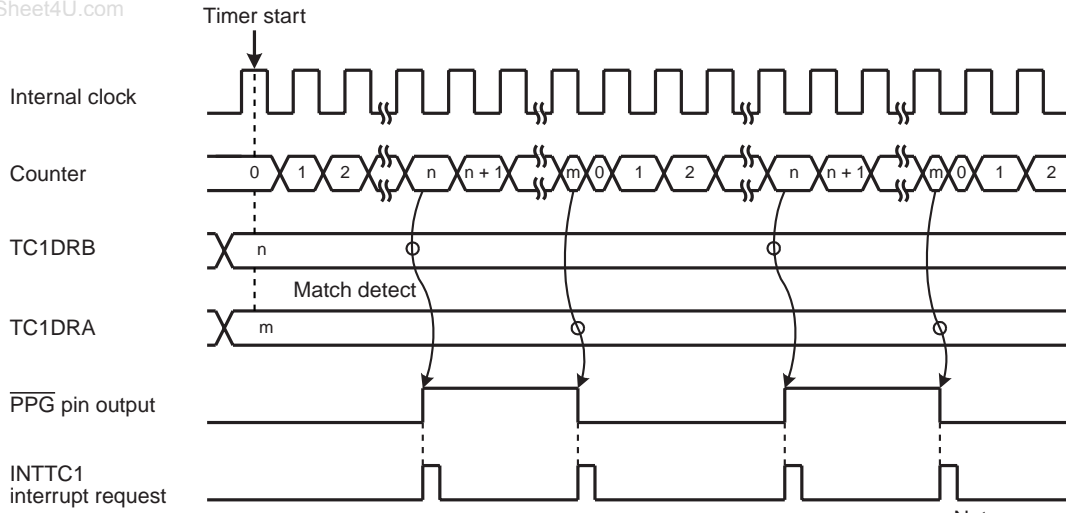 Sheet4U.com
Timer start
Internal clock
Counter 0 1 2 n n + 1 m 0 1 2 n n + 1 m 0 1 2
TC1DRB n
Match detect
TC1DRA m
PPG pin output
INTTC1
interrupt request